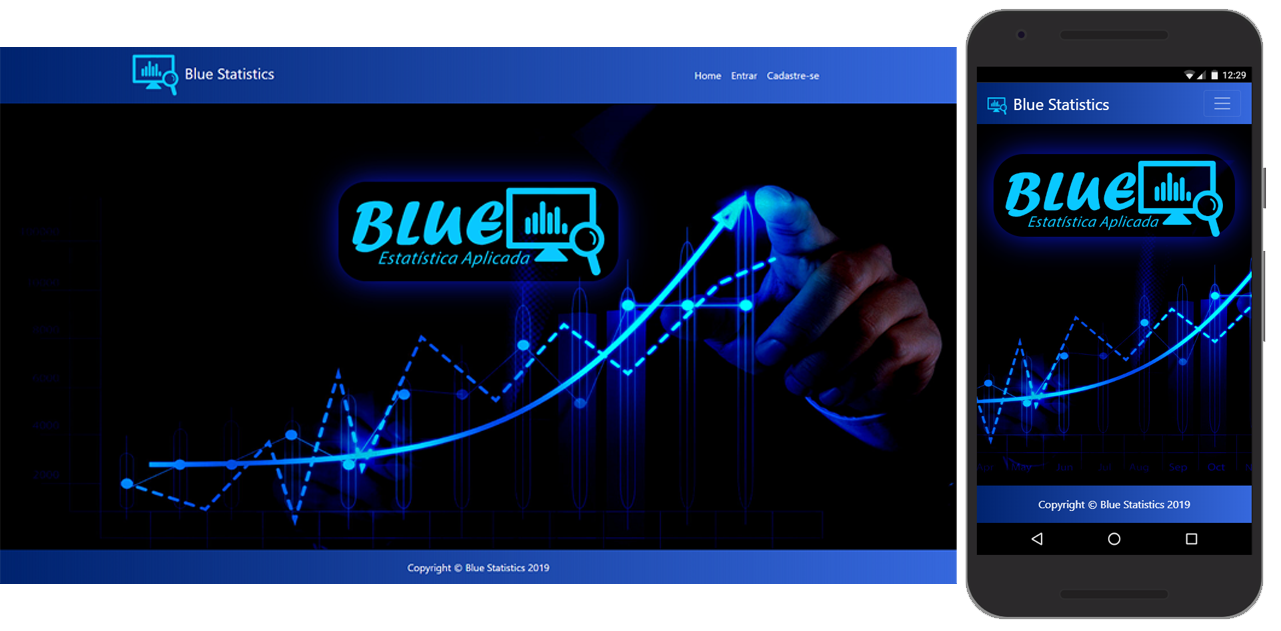 Blue Statistics
Home Entrar Cadastre-se
BLUE
Estatística Aplicada
Copyright © Blue Statistics 2019
12:29
Blue Statistics
BLUE
Estatística Aplicada
Sep Oct
Copyright © Blue Statistics 2019